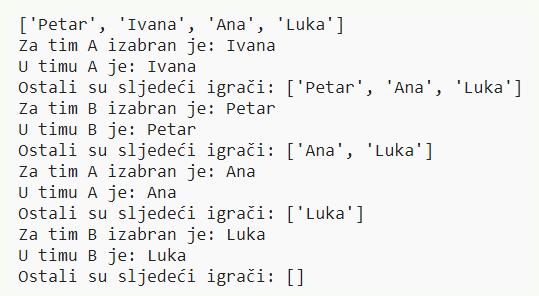 ['Petar', 'Ivana', 'Ana', 'Luka']
Za tim A izabran je: Ivana
U timu A je: Ivana
Ostali su sljedeći igrači: ['Petar', 'Ana', 'Luka']
Za tim B izabran je: Petar
U timu B je: Petar
Ostali su sljedeći igrači: ['Ana', 'Luka']
Za tim A izabran je: Ana
U timu A je: Ana
Ostali su sljedeći igrači: ['Luka']
Za tim B izabran je: Luka
U timu B je: Luka
Ostali su sljedeći igrači: []